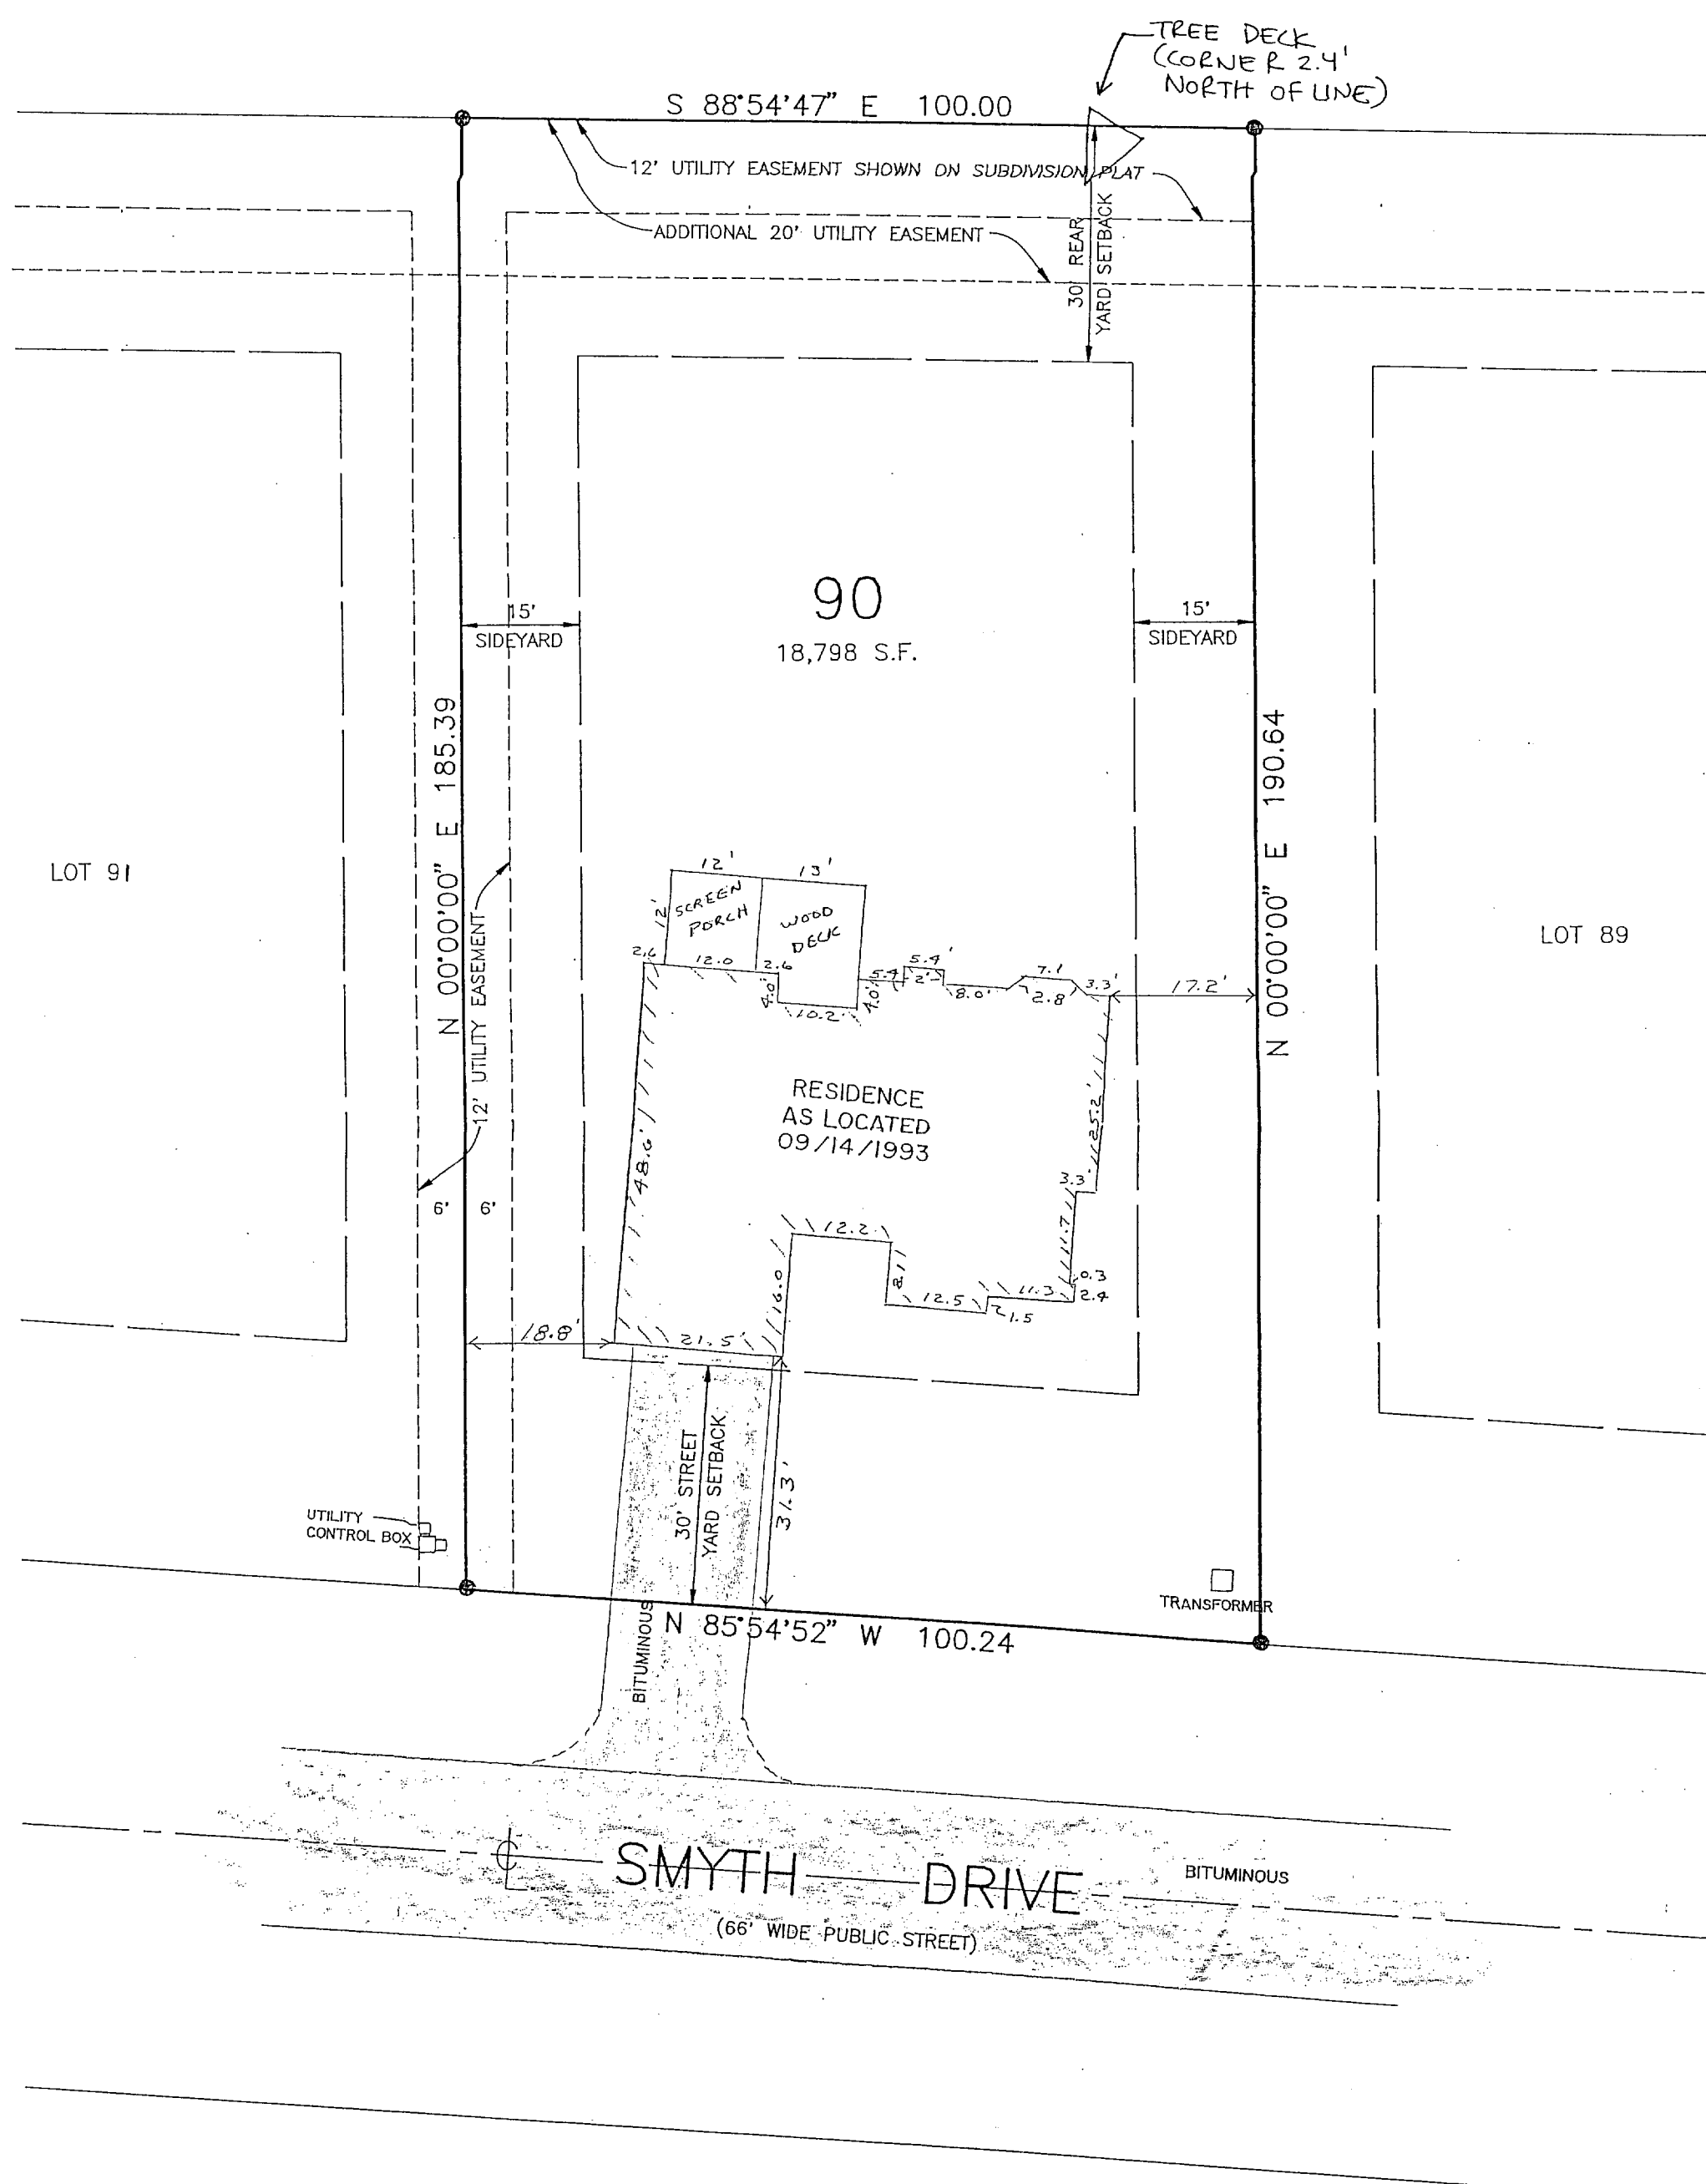 TREE DECK
(CORNER 2.4'
NORTH OF LINE)
S 88°54'47" E 100.00
12' UTILITY EASEMENT SHOWN ON SUBDIVISION PLAT
ADDITIONAL 20' UTILITY EASEMENT
30' REAR
YARD SETBACK
90
18,798 S.F.
15'
SIDEYARD
15'
SIDEYARD
N 00°00'00" E 185.39
N 00°00'00" E 190.64
LOT 91
LOT 89
12' UTILITY EASEMENT
6'
6'
12'
13'
12'
SCREEN
PORCH
WOOD
DECK
2.6
12.0
2.6
4.0'
10.2
4.0'
5.4
5.4'
2'
8.0'
7.1
2.8
3.3'
17.2'
RESIDENCE
AS LOCATED
09/14/1993
48.6'
25.2'
3.3
11.7
0.3
2.4
11.3
1.5
12.5
8.1
12.2
16.0
21.5'
18.8'
30' STREET
YARD SETBACK
31.3'
UTILITY
CONTROL BOX
TRANSFORMER
BITUMINOUS
N 85°54'52" W 100.24
SMYTH DRIVE
BITUMINOUS
(66' WIDE PUBLIC STREET)